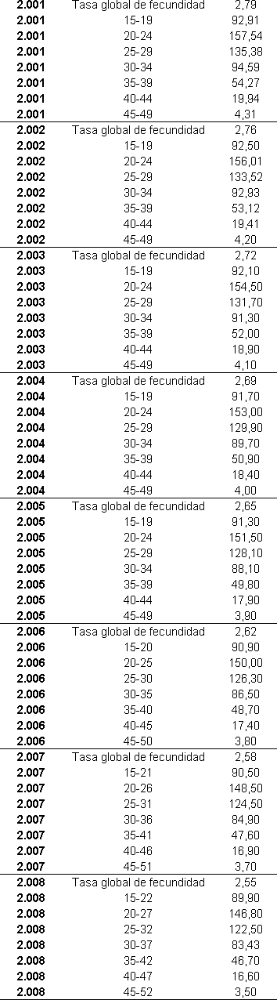 2.001 Tasa global de fecundidad 2,79
2.001 15-19 92,91
2.001 20-24 157,54
2.001 25-29 135,38
2.001 30-34 94,59
2.001 35-39 54,27
2.001 40-44 19,94
2.001 45-49 4,31
2.002 Tasa global de fecundidad 2,76
2.002 15-19 92,50
2.002 20-24 156,01
2.002 25-29 133,52
2.002 30-34 92,93
2.002 35-39 53,12
2.002 40-44 19,41
2.002 45-49 4,20
2.003 Tasa global de fecundidad 2,72
2.003 15-19 92,10
2.003 20-24 154,50
2.003 25-29 131,70
2.003 30-34 91,30
2.003 35-39 52,00
2.003 40-44 18,90
2.003 45-49 4,10
2.004 Tasa global de fecundidad 2,69
2.004 15-19 91,70
2.004 20-24 153,00
2.004 25-29 129,90
2.004 30-34 89,70
2.004 35-39 50,90
2.004 40-44 18,40
2.004 45-49 4,00
2.005 Tasa global de fecundidad 2,65
2.005 15-19 91,30
2.005 20-24 151,50
2.005 25-29 128,10
2.005 30-34 88,10
2.005 35-39 49,80
2.005 40-44 17,90
2.005 45-49 3,90
2.006 Tasa global de fecundidad 2,62
2.006 15-20 90,90
2.006 20-25 150,00
2.006 25-30 126,30
2.006 30-35 86,50
2.006 35-40 48,70
2.006 40-45 17,40
2.006 45-50 3,80
2.007 Tasa global de fecundidad 2,58
2.007 15-21 90,50
2.007 20-26 148,50
2.007 25-31 124,50
2.007 30-36 84,90
2.007 35-41 47,60
2.007 40-46 16,90
2.007 45-51 3,70
2.008 Tasa global de fecundidad 2,55
2.008 15-22 89,90
2.008 20-27 146,80
2.008 25-32 122,50
2.008 30-37 83,43
2.008 35-42 46,70
2.008 40-47 16,60
2.008 45-52 3,50